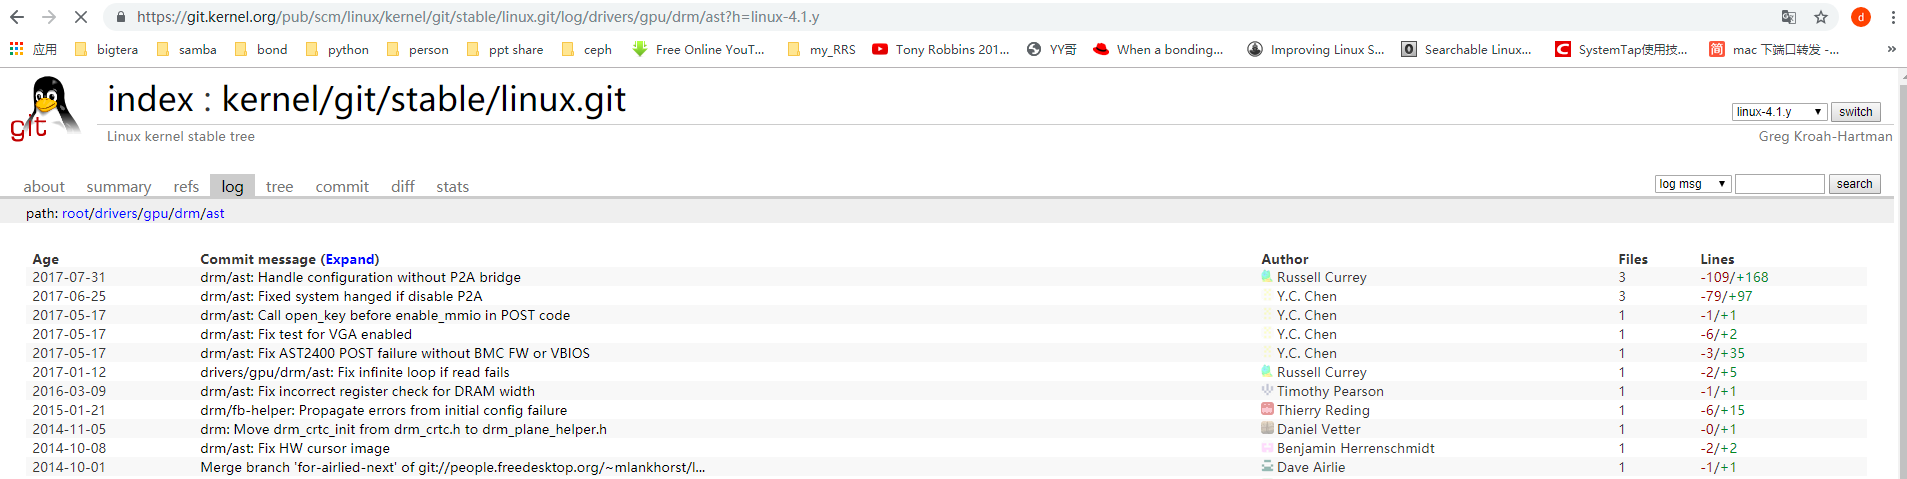 https://git.kernel.org/pub/scm/linux/kernel/git/stable/linux.git/log/drivers/gpu/drm/ast?h=linux-4.1.y d
应用 bigtera samba bond python person ppt share ceph Free Online YouT... my_RRS Tony Robbins 201... YY哥 When a bonding... Improving Linux S... Searchable Linux... SystemTap使用技... 简 mac 下端口转发 -... »
git
index : kernel/git/stable/linux.git
linux-4.1.y switch
Linux kernel stable tree Greg Kroah-Hartman
about summary refs log tree commit diff stats log msg search
path: root/drivers/gpu/drm/ast
Age Commit message (Expand) Author Files Lines
2017-07-31 drm/ast: Handle configuration without P2A bridge Russell Currey 3 -109/+168
2017-06-25 drm/ast: Fixed system hanged if disable P2A Y.C. Chen 3 -79/+97
2017-05-17 drm/ast: Call open_key before enable_mmio in POST code Y.C. Chen 1 -1/+1
2017-05-17 drm/ast: Fix test for VGA enabled Y.C. Chen 1 -6/+2
2017-05-17 drm/ast: Fix AST2400 POST failure without BMC FW or VBIOS Y.C. Chen 1 -3/+35
2017-01-12 drivers/gpu/drm/ast: Fix infinite loop if read fails Russell Currey 1 -2/+5
2016-03-09 drm/ast: Fix incorrect register check for DRAM width Timothy Pearson 1 -1/+1
2015-01-21 drm/fb-helper: Propagate errors from initial config failure Thierry Reding 1 -6/+15
2014-11-05 drm: Move drm_crtc_init from drm_crtc.h to drm_plane_helper.h Daniel Vetter 1 -0/+1
2014-10-08 drm/ast: Fix HW cursor image Benjamin Herrenschmidt 1 -2/+2
2014-10-01 Merge branch 'for-airlied-next' of git://people.freedesktop.org/~mlankhorst/l... Dave Airlie 1 -1/+1